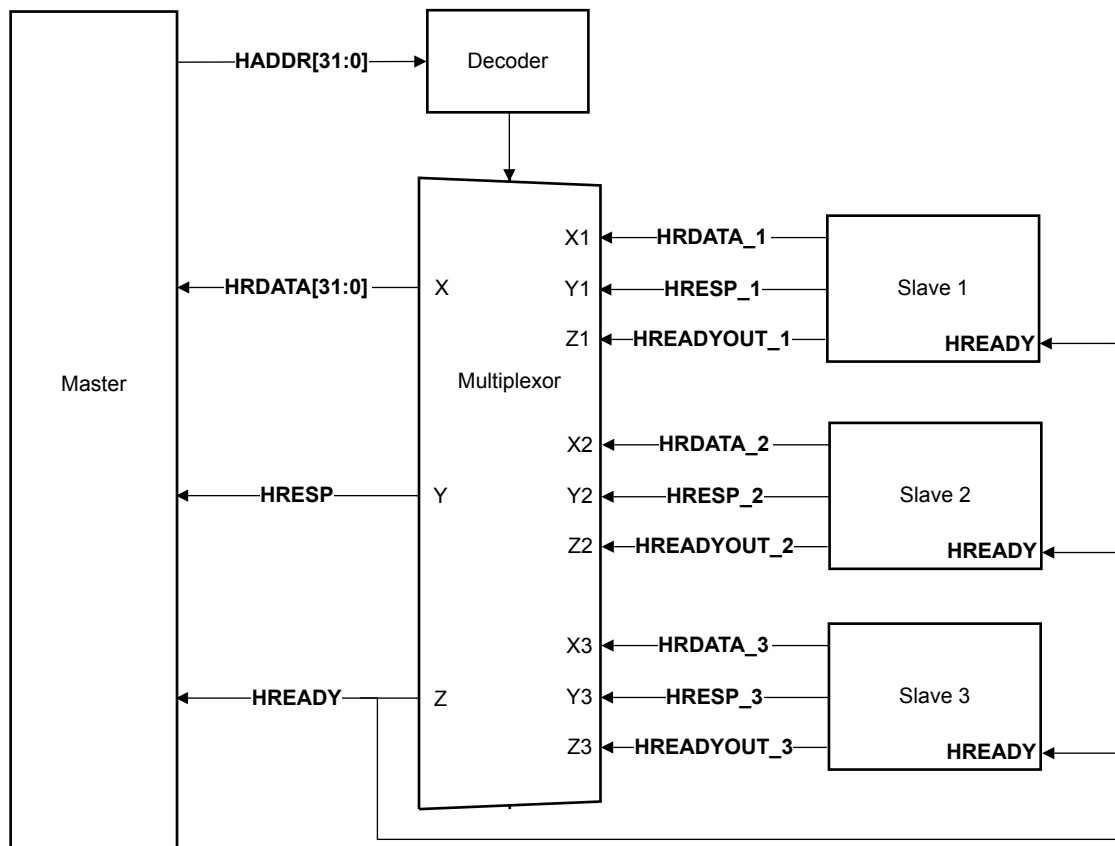 HADDR[31:0]
Decoder
X1
HRDATA_1
HRDATA[31:0]
X
Y1
HRESP_1
Slave 1
Z1
HREADYOUT_1
HREADY
Master
Multiplexor
X2
HRDATA_2
HRESP
Y
Y2
HRESP_2
Slave 2
Z2
HREADYOUT_2
HREADY
X3
HRDATA_3
HREADY
Z
Y3
HRESP_3
Slave 3
Z3
HREADYOUT_3
HREADY